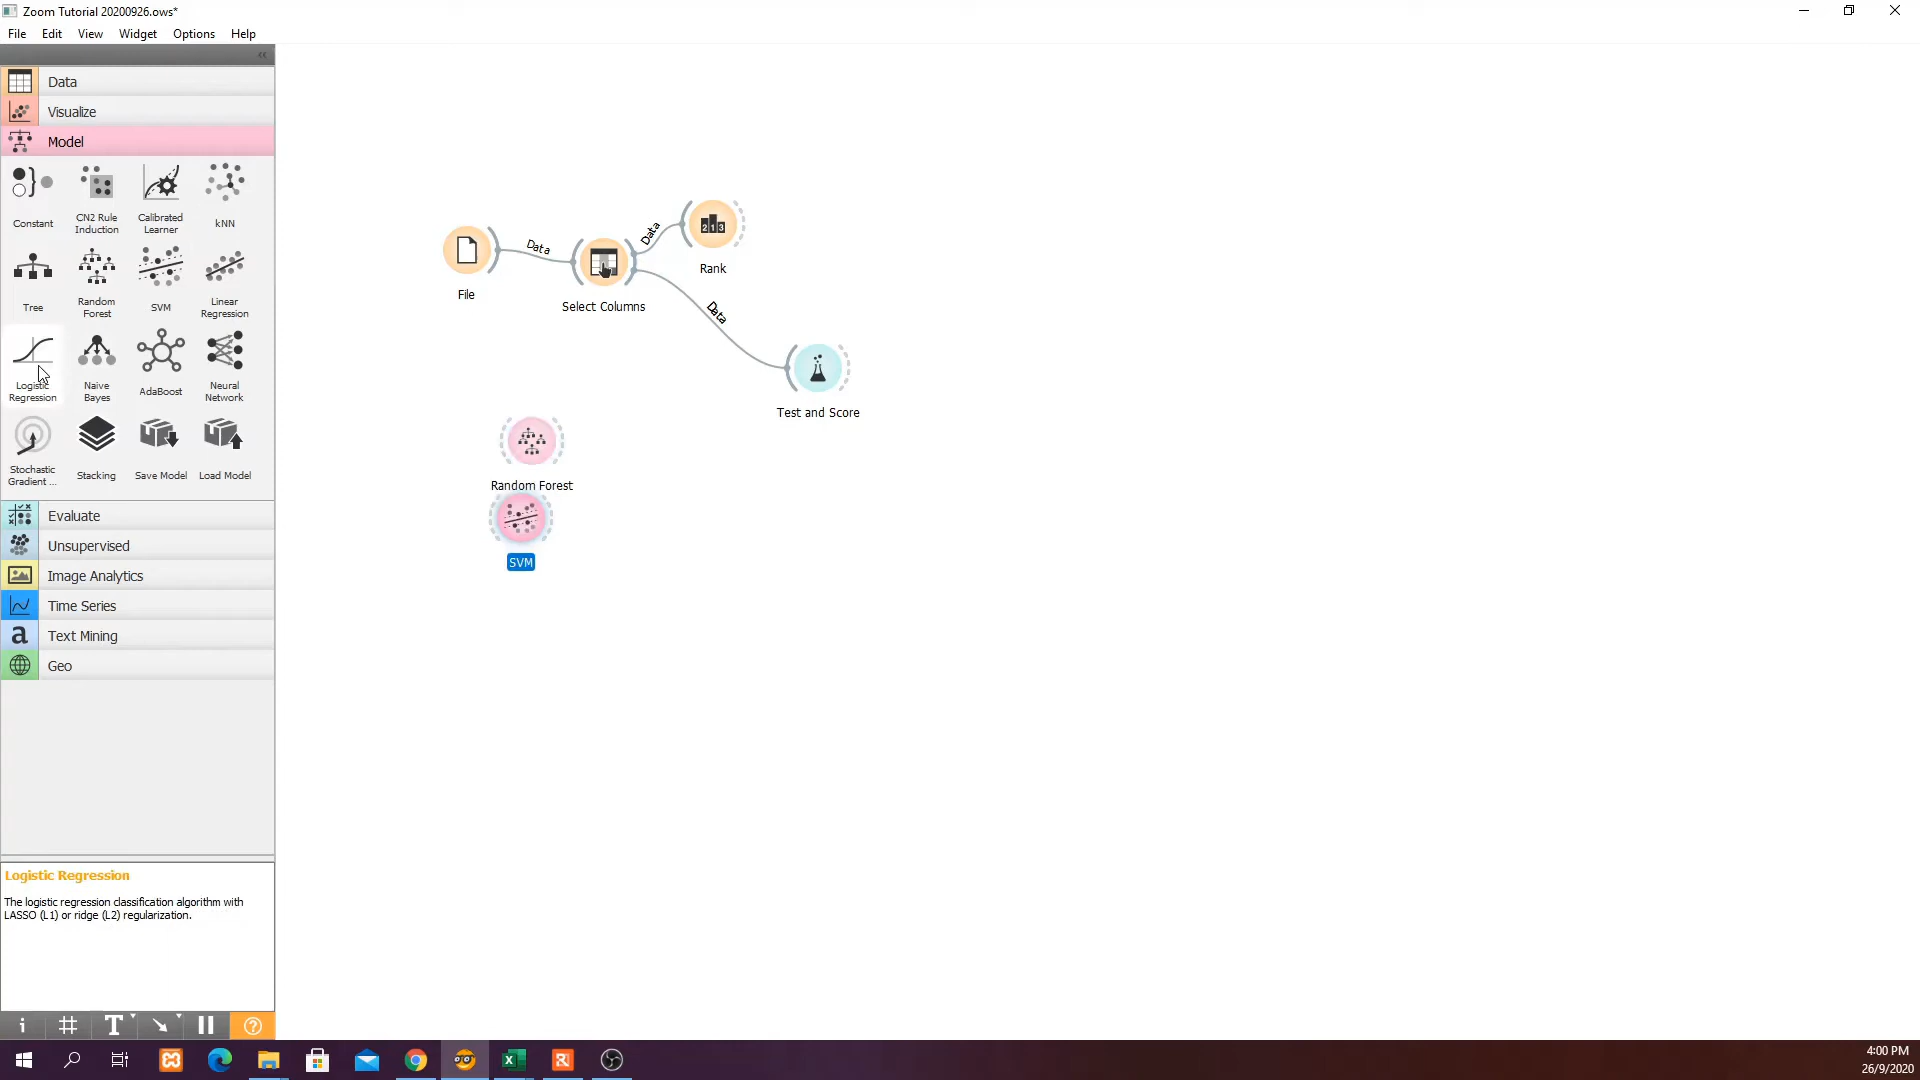 Zoom Tutorial 20200926.ows*
File Edit View Widget Options Help
Data
Visualize
Model
Constant
CN2 Rule
Induction
Calibrated
Learner
kNN
Tree
Random
Forest
SVM
Linear
Regression
Logistic
Regression
Naive
Bayes
AdaBoost
Neural
Network
Stochastic
Gradient ...
Stacking
Save Model
Load Model
Evaluate
Unsupervised
Image Analytics
Time Series
a Text Mining
Geo
Logistic Regression
The logistic regression classification algorithm with
LASSO (L1) or ridge (L2) regularization.
File
Data
Select Columns
Data
213
Rank
Data
Test and Score
Random Forest
SVM
i # T ?
4:00 PM
26/9/2020